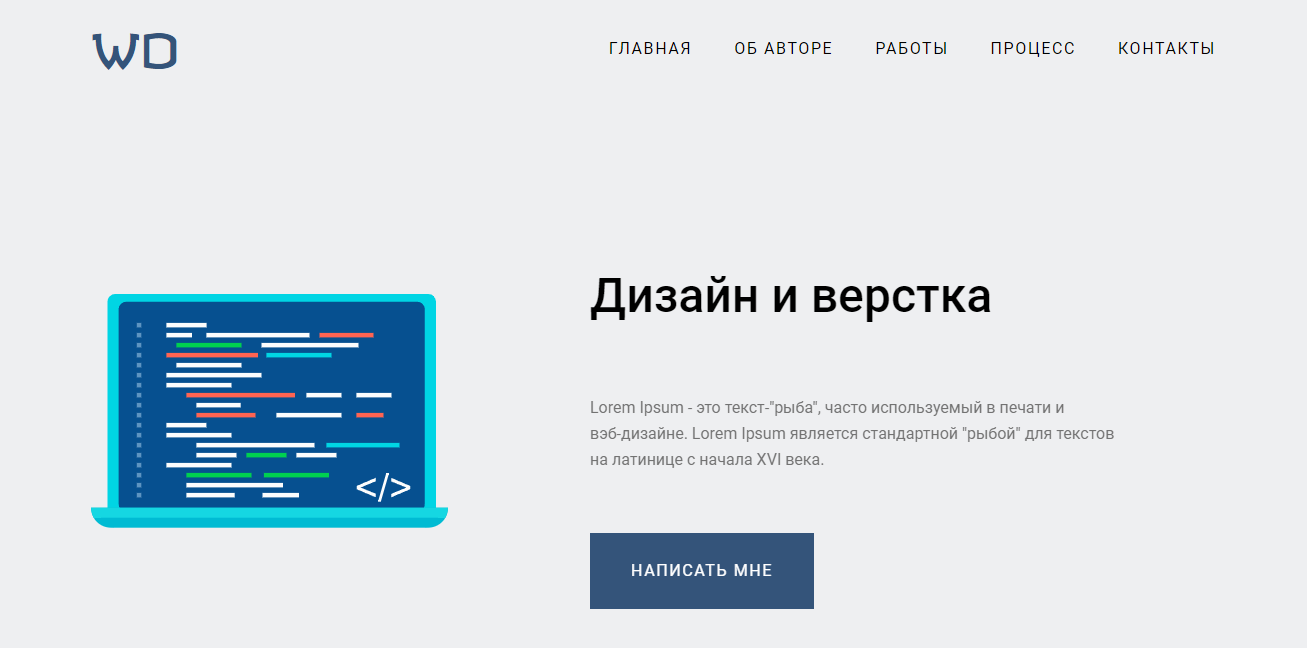 WD
ГЛАВНАЯ ОБ АВТОРЕ РАБОТЫ ПРОЦЕСС КОНТАКТЫ
Дизайн и верстка
Lorem Ipsum - это текст-"рыба", часто используемый в печати и
вэб-дизайне. Lorem Ipsum является стандартной "рыбой" для текстов
на латинице с начала XVI века.
</>
НАПИСАТЬ МНЕ